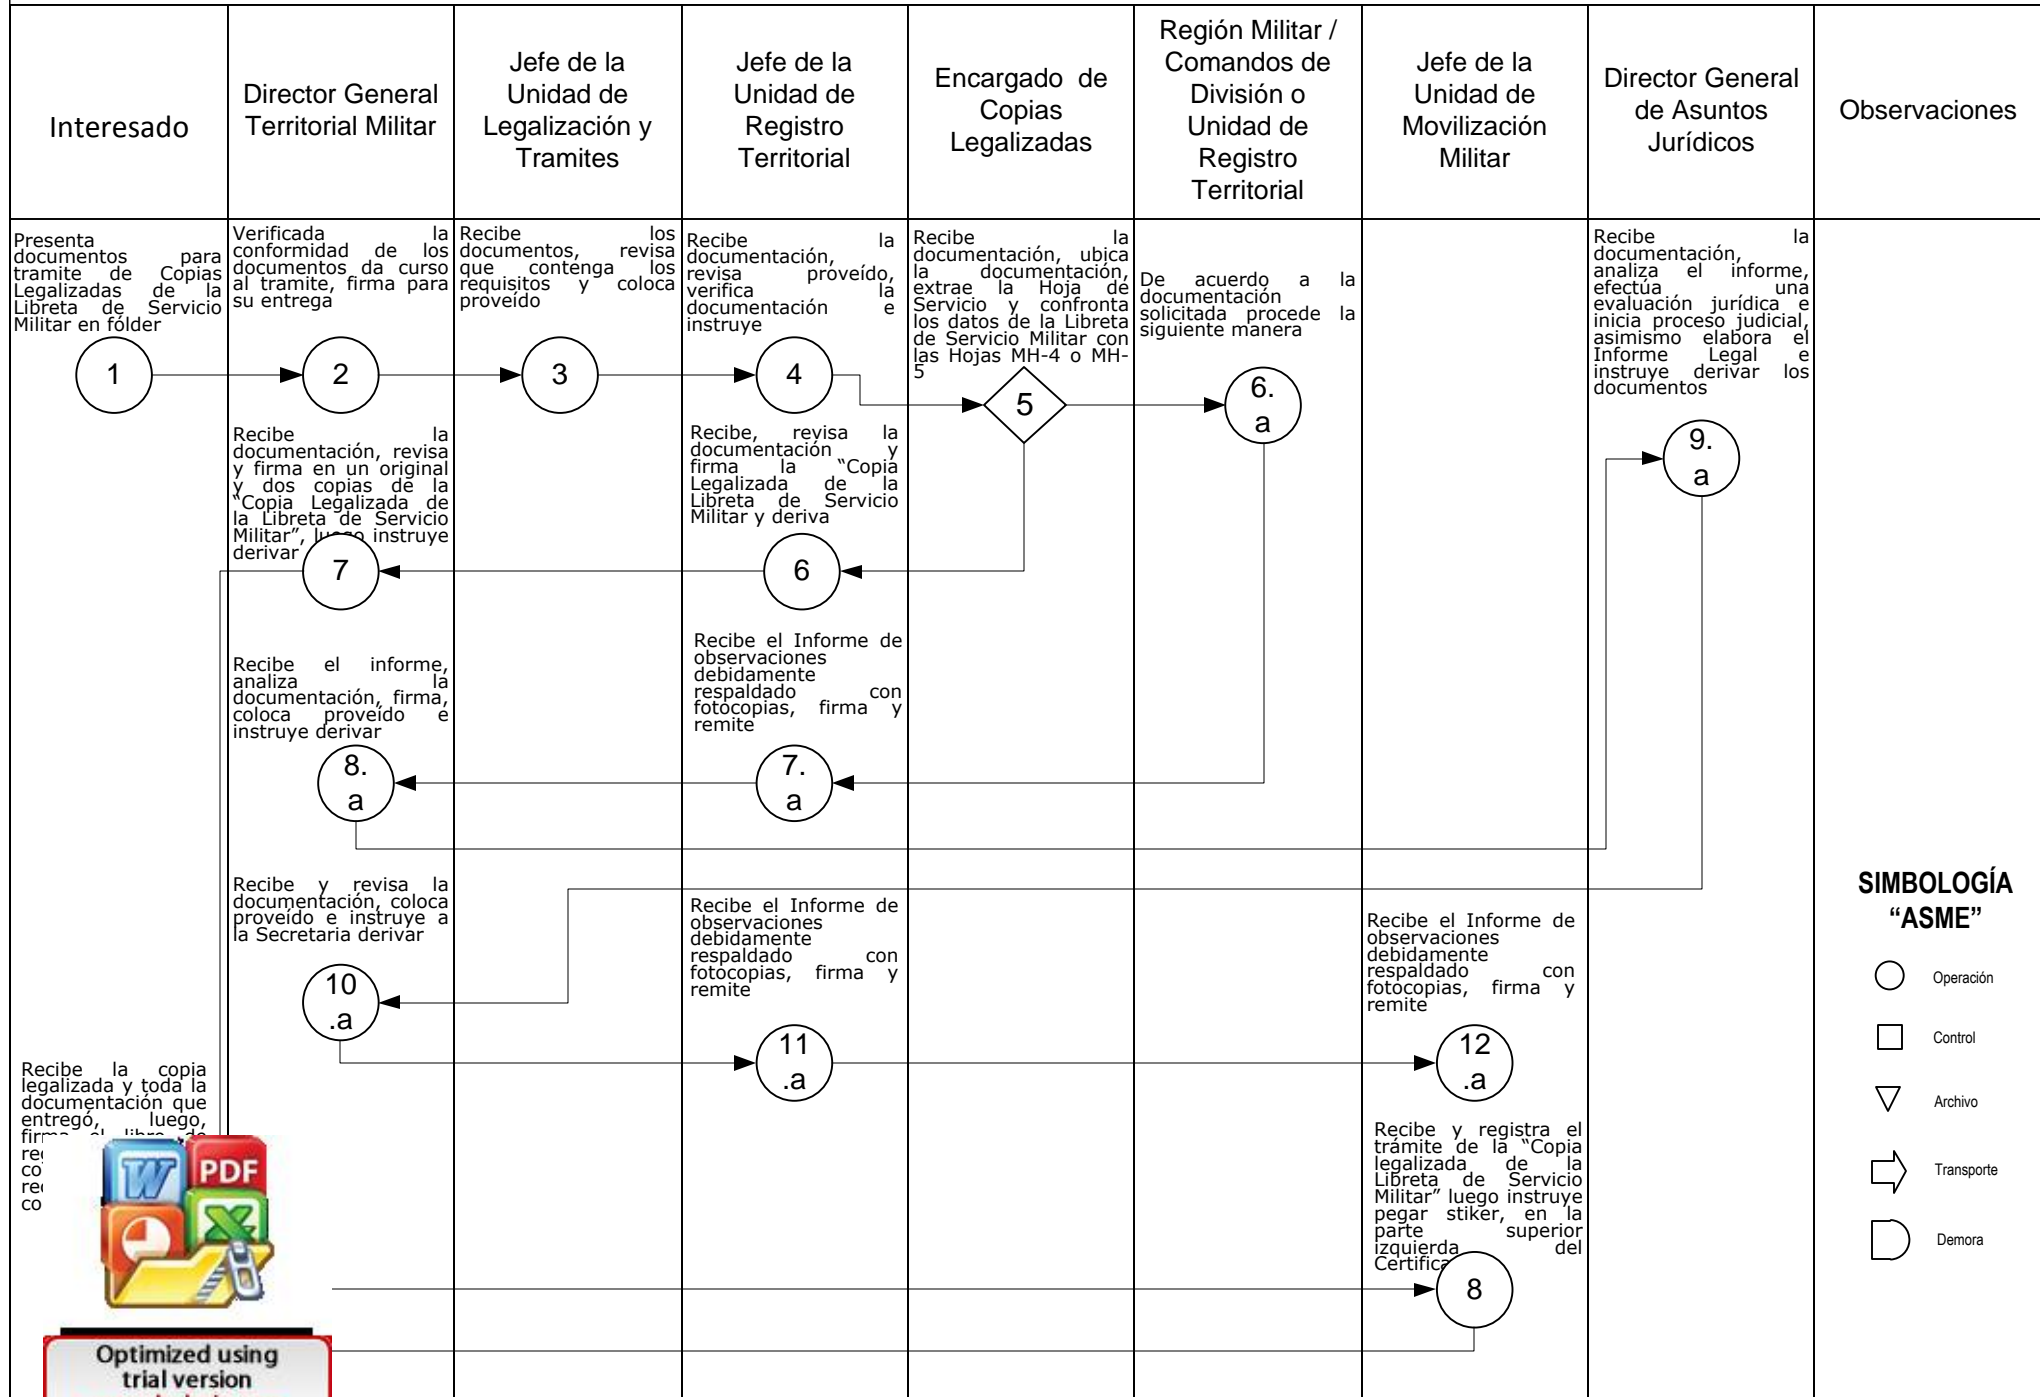 Interesado
Director General
Territorial Militar
Jefe de la
Unidad de
Legalización y
Tramites
Jefe de la
Unidad de
Registro
Territorial
Encargado de
Copias
Legalizadas
Región Militar /
Comandos de
División o
Unidad de
Registro
Territorial
Jefe de la
Unidad de
Movilización
Militar
Director General
de Asuntos
Jurídicos
Observaciones
Presenta
documentos para
tramite de Copias
Legalizadas de la
Libreta de Servicio
Militar en fólder
1
Verificada la
conformidad de los
documentos da curso
al tramite, firma para
su entrega
2
Recibe los
documentos, revisa
que contenga los
requisitos y coloca
proveído
3
Recibe la
documentación,
revisa proveído,
verifica la
documentación e
instruye
4
Recibe la
documentación, ubica
la documentación,
extrae la Hoja de
Servicio y confronta
los datos de la Libreta
de Servicio Militar con
las Hojas MH-4 o MH-
5
5
De acuerdo a la
documentación
solicitada procede la
siguiente manera
6.
a
Recibe la
documentación,
analiza el informe,
efectúa una
evaluación jurídica e
inicia proceso judicial,
asimismo elabora el
Informe Legal e
instruye derivar los
documentos
9.
a
Recibe la
documentación, revisa
y firma en un original
y dos copias de la
“Copia Legalizada de
la Libreta de Servicio
Militar”, luego instruye
derivar
7
Recibe, revisa la
documentación y
firma la “Copia
Legalizada de la
Libreta de Servicio
Militar y deriva
6
Recibe el informe,
analiza la
documentación, firma,
coloca proveído e
instruye derivar
8.
a
Recibe el Informe de
observaciones
debidamente
respaldado con
fotocopias, firma y
remite
7.
a
Recibe y revisa la
documentación, coloca
proveído e instruye a
la Secretaria derivar
10
.a
Recibe el Informe de
observaciones
debidamente
respaldado con
fotocopias, firma y
remite
11
.a
Recibe el Informe de
observaciones
debidamente
respaldado con
fotocopias, firma y
remite
12
.a
SIMBOLOGÍA
“ASME”
Operación
Control
Archivo
Transporte
Demora
Recibe la copia
legalizada y toda la
documentación que
entregó, luego,
firma el libro de
Recibe y registra el
trámite de la “Copia
legalizada de la
Libreta de Servicio
Militar” luego instruye
pegar stiker, en la
parte superior
izquierda del
8
W
PDF
X
Optimized using
trial version